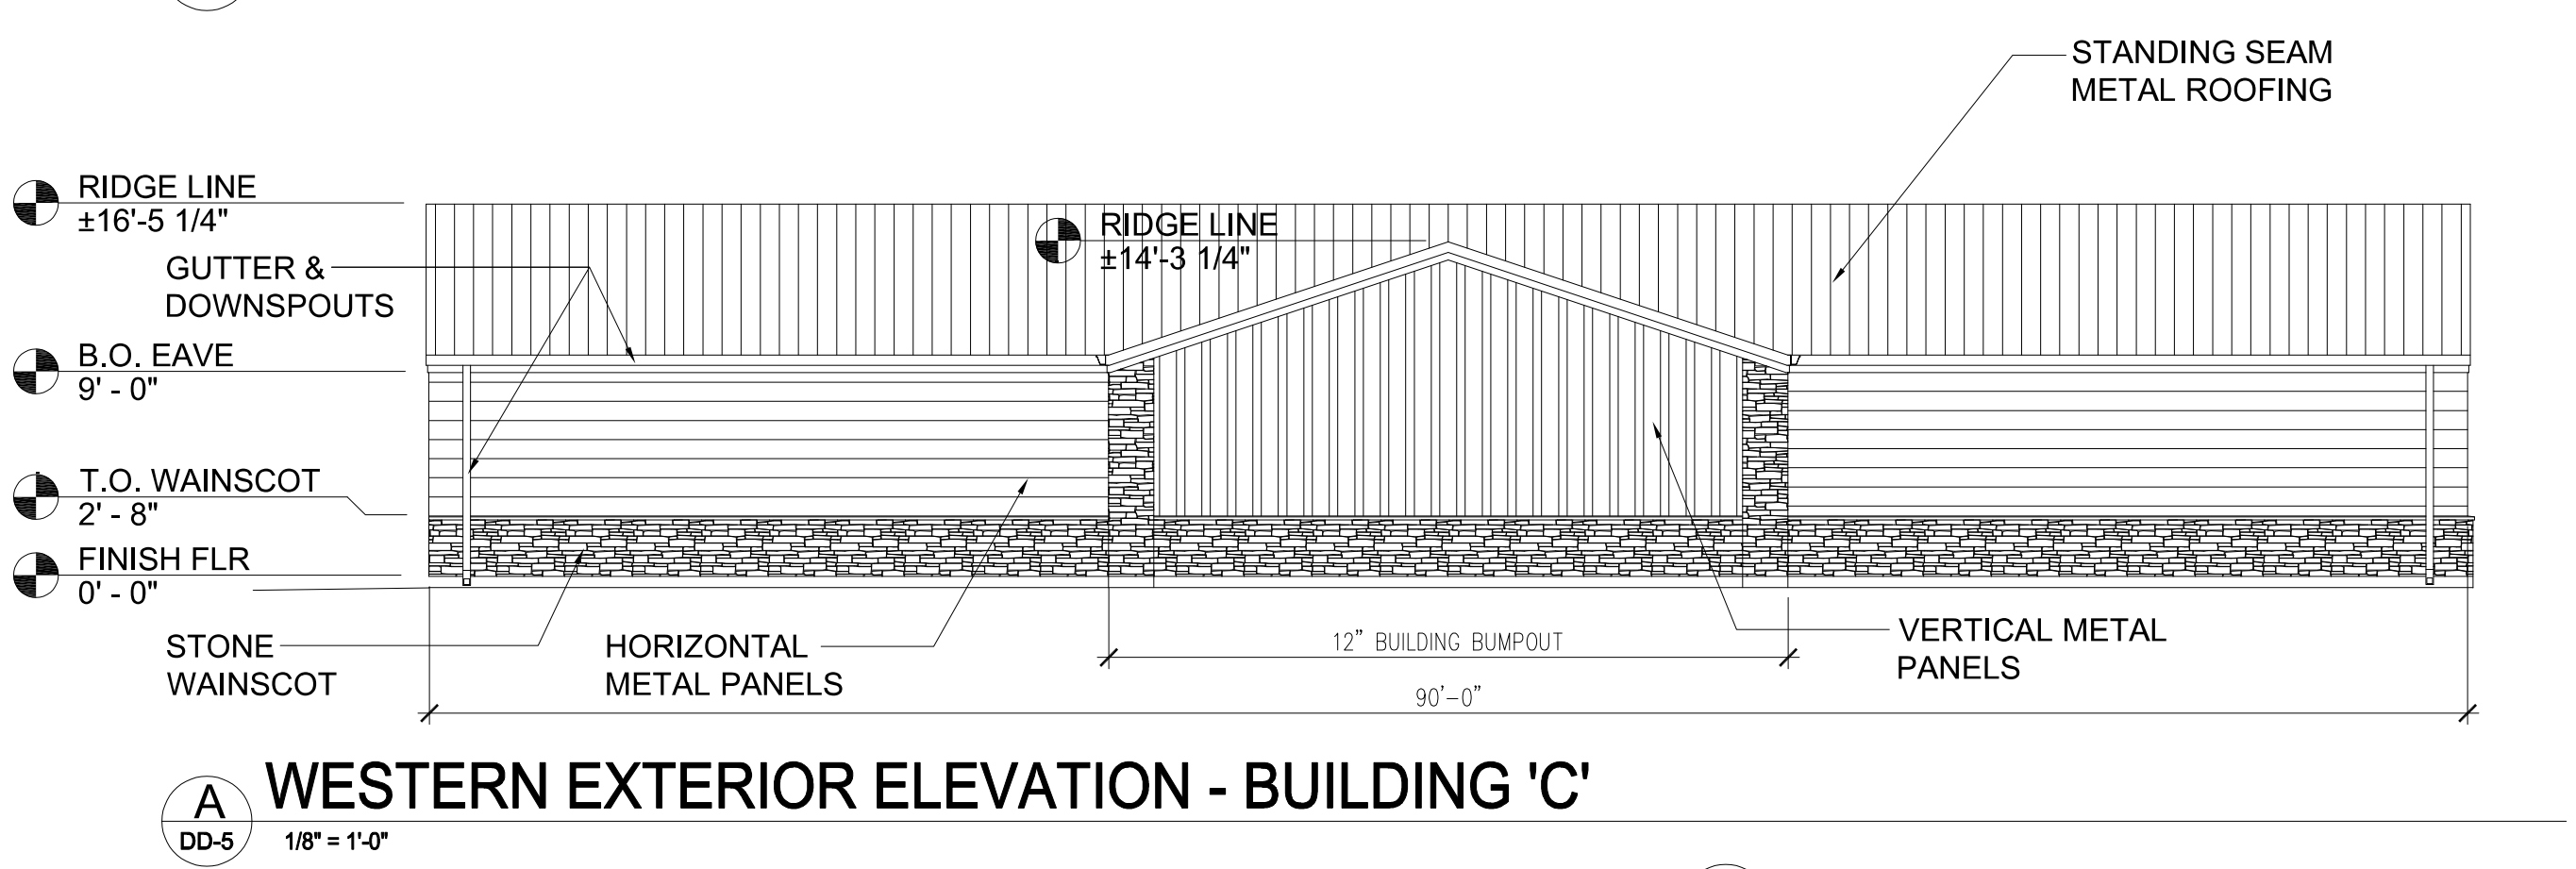 STANDING SEAM
METAL ROOFING
RIDGE LINE
±16'-5 1/4"
RIDGE LINE
±14'-3 1/4"
GUTTER &
DOWNSPOUTS
B.O. EAVE
9' - 0"
T.O. WAINSCOT
2' - 8"
FINISH FLR
0' - 0"
STONE
WAINSCOT
HORIZONTAL
METAL PANELS
12” BUILDING BUMPOUT
VERTICAL METAL
PANELS
90’-0”
A
DD-5
WESTERN EXTERIOR ELEVATION - BUILDING 'C'
1/8" = 1'-0"